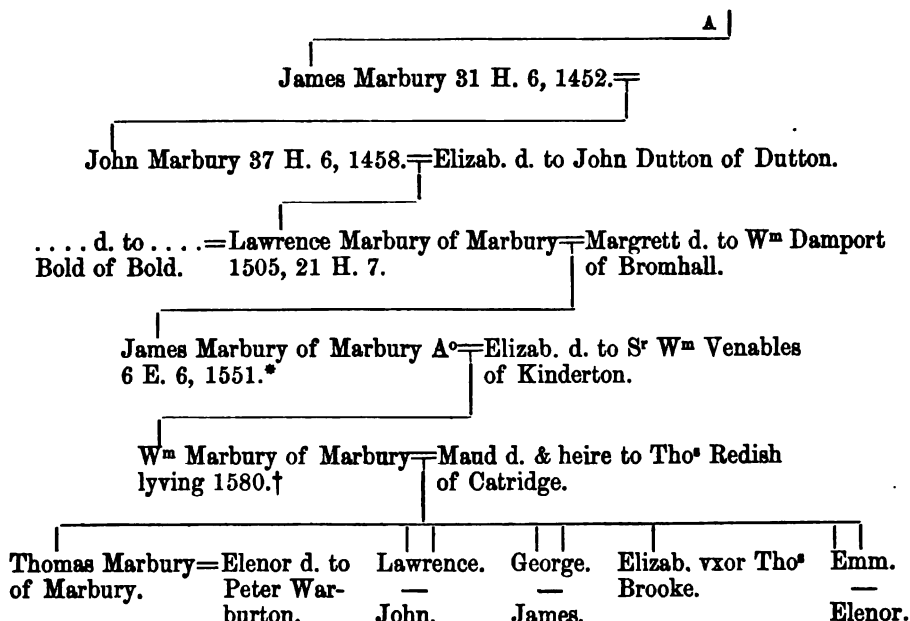 A
James Marbury 31 H. 6, 1452.=
John Marbury 37 H. 6, 1458.=Elizab. d. to John Dutton of Dutton.
. . . . d. to . . . .=Lawrence Marbury of Marbury=Margrett d. to Wᵐ Damport
Bold of Bold. 1505, 21 H. 7. of Bromhall.
James Marbury of Marbury Aᵒ=Elizab. d. to Sʳ Wᵐ Venables
6 E. 6, 1551.* of Kinderton.
Wᵐ Marbury of Marbury=Maud d. & heire to Thoˢ Redish
lyving 1580.† of Catridge.
Thomas Marbury=Elenor d. to Lawrence. George. Elizab. vxor Thoˢ Emm.
of Marbury. Peter War- — — Brooke. —
burton. John. James. Elenor.